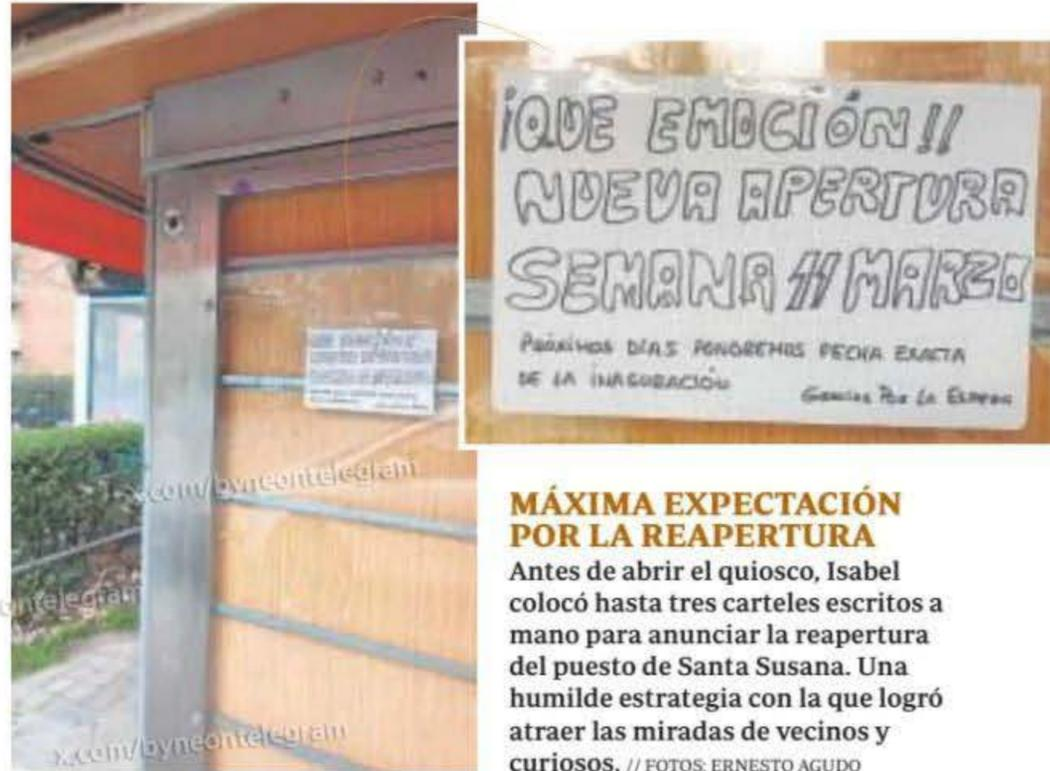 ¡QUE EMOCIÓN!!
NUEVA APERTURA
SEMANA 11 MARZO
PRÓXIMOS DÍAS PONDREMOS FECHA EXACTA
DE LA INAGURACIÓN
GRACIAS POR LA ESPERA
MÁXIMA EXPECTACIÓN
POR LA REAPERTURA
Antes de abrir el quiosco, Isabel
colocó hasta tres carteles escritos a
mano para anunciar la reapertura
del puesto de Santa Susana. Una
humilde estrategia con la que logró
atraer las miradas de vecinos y
curiosos. // FOTOS: ERNESTO AGUDO
x.com/byneontelegram
x.com/byneontelegram